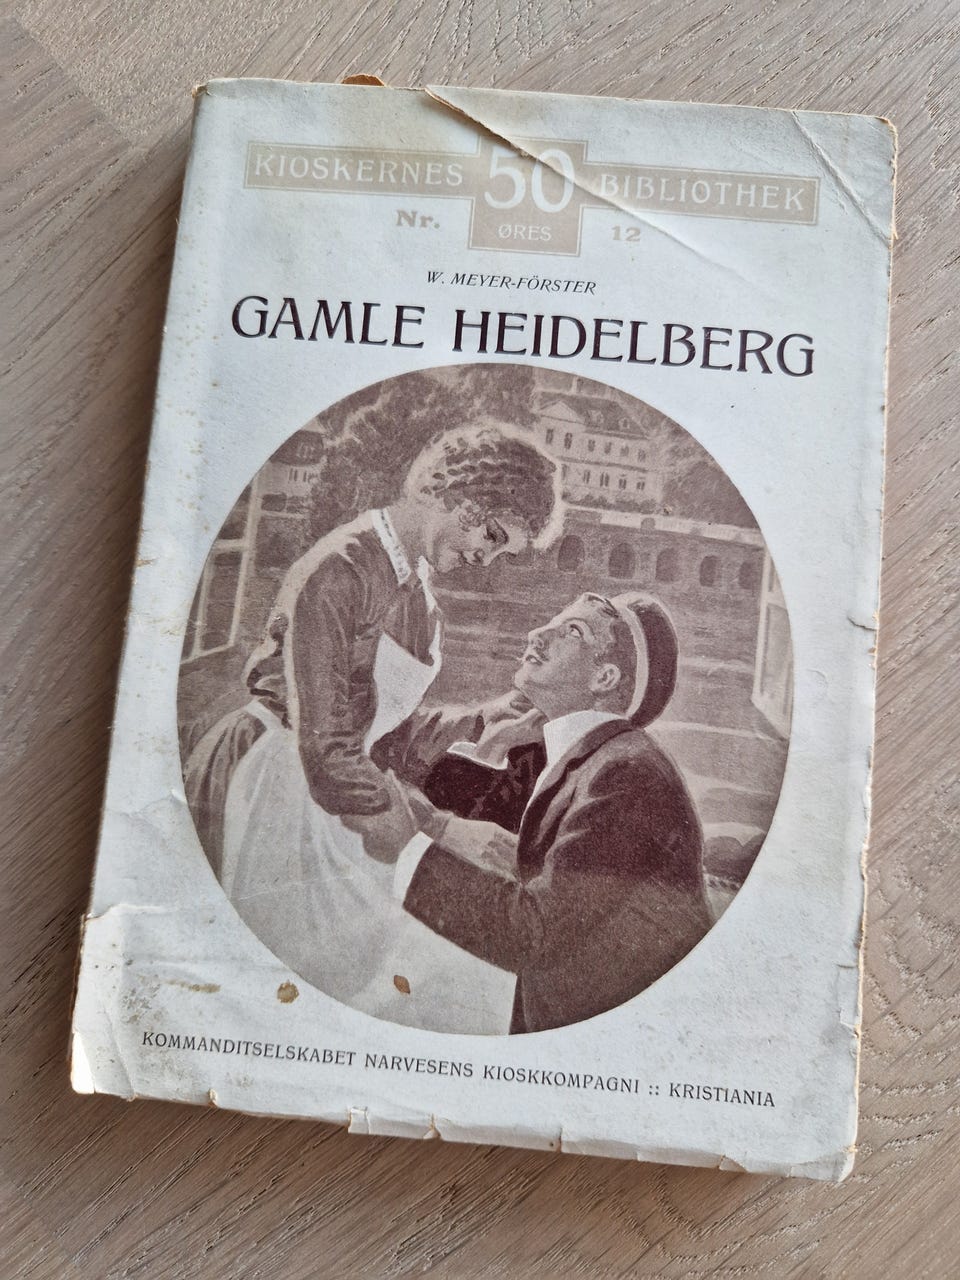 KIOSKERNES 50 BIBLIOTHEK
Nr. ØRES 12
W. MEYER-FÖRSTER
GAMLE HEIDELBERG
KOMMANDITSELSKABET NARVESENS KIOSKKOMPAGNI :: KRISTIANIA